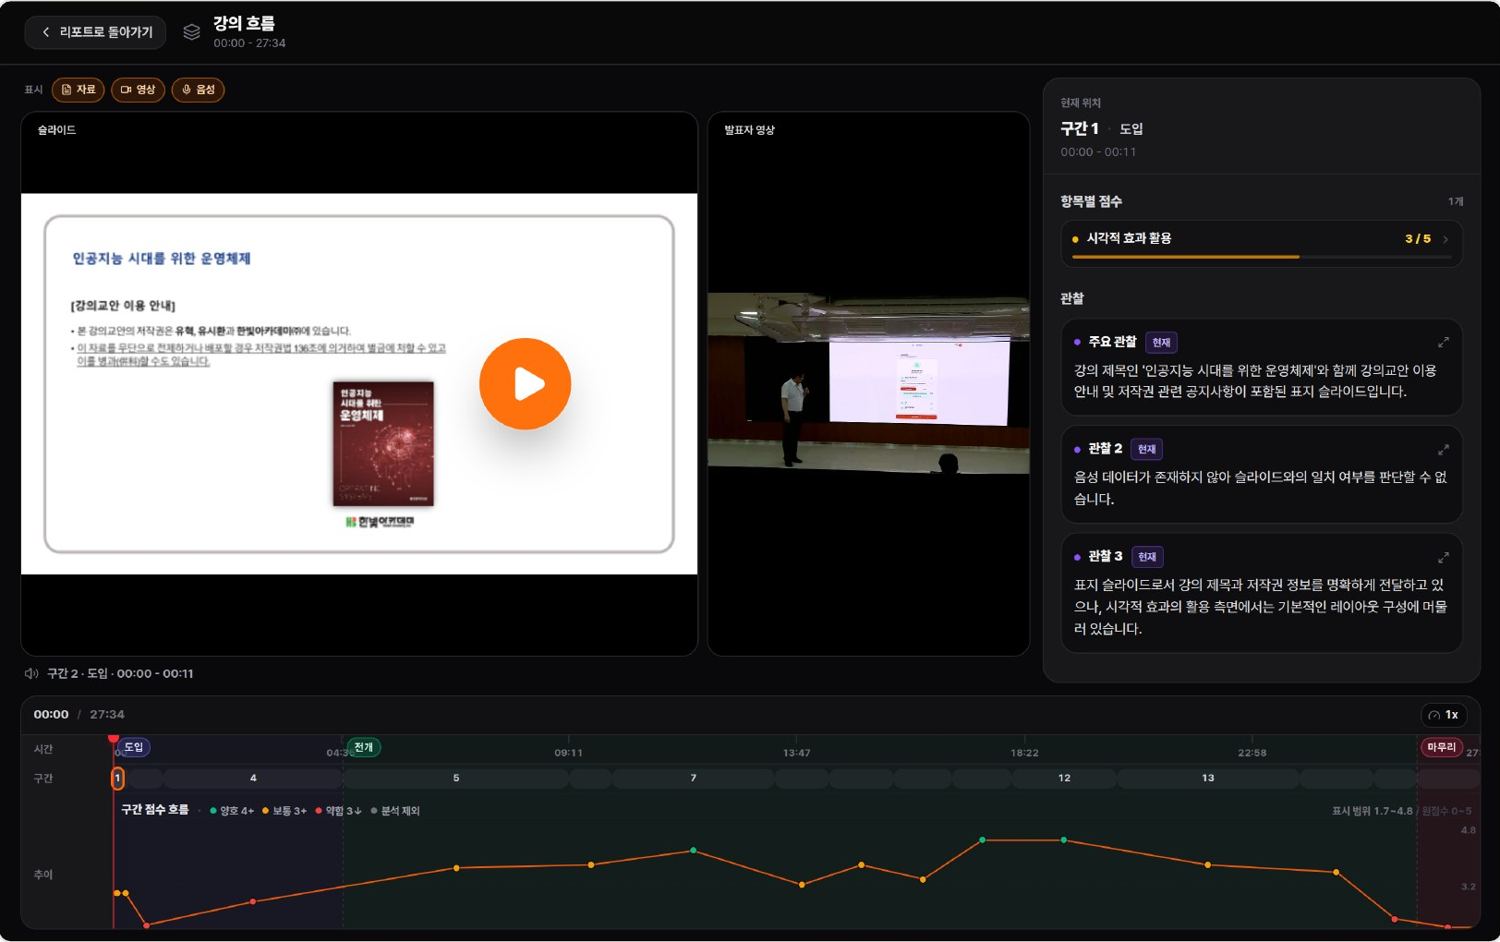 리포트로 돌아가기
강의 흐름
00:00 - 27:34
표시
자료
영상
음성
슬라이드
인공지능 시대를 위한 운영체제
[강의교안 이용 안내]
• 본 강의교안의 저작권은 유혁, 유시환과 한빛아카데미㈜에 있습니다.
• 이 자료를 무단으로 전제하거나 배포할 경우 저작권법 136조에 의거하여 벌금에 처할 수 있고
이를 병과(倂科)할 수도 있습니다.
인공지능
시대를 위한
운영체제
OPERATING
SYSTEMS
한빛아카데미
발표자 영상
현재 위치
구간 1 · 도입
00:00 - 00:11
항목별 점수
1개
시각적 효과 활용
3 / 5
관찰
주요 관찰 현재
강의 제목인 '인공지능 시대를 위한 운영체제'와 함께 강의교안 이용
안내 및 저작권 관련 공지사항이 포함된 표지 슬라이드입니다.
관찰 2 현재
음성 데이터가 존재하지 않아 슬라이드와의 일치 여부를 판단할 수 없
습니다.
관찰 3 현재
표지 슬라이드로서 강의 제목과 저작권 정보를 명확하게 전달하고 있
으나, 시각적 효과의 활용 측면에서는 기본적인 레이아웃 구성에 머물
러 있습니다.
구간 2 · 도입 · 00:00 - 00:11
00:00 / 27:34
1x
시간
도입
전개
09:11
13:47
18:22
22:58
마무리
구간
1
4
5
7
12
13
구간 점수 흐름 · 양호 4+ 보통 3+ 약함 3↓ 분석 제외
표시 범위 1.7~4.8 / 원점수 0~5
4.8
추이
3.2